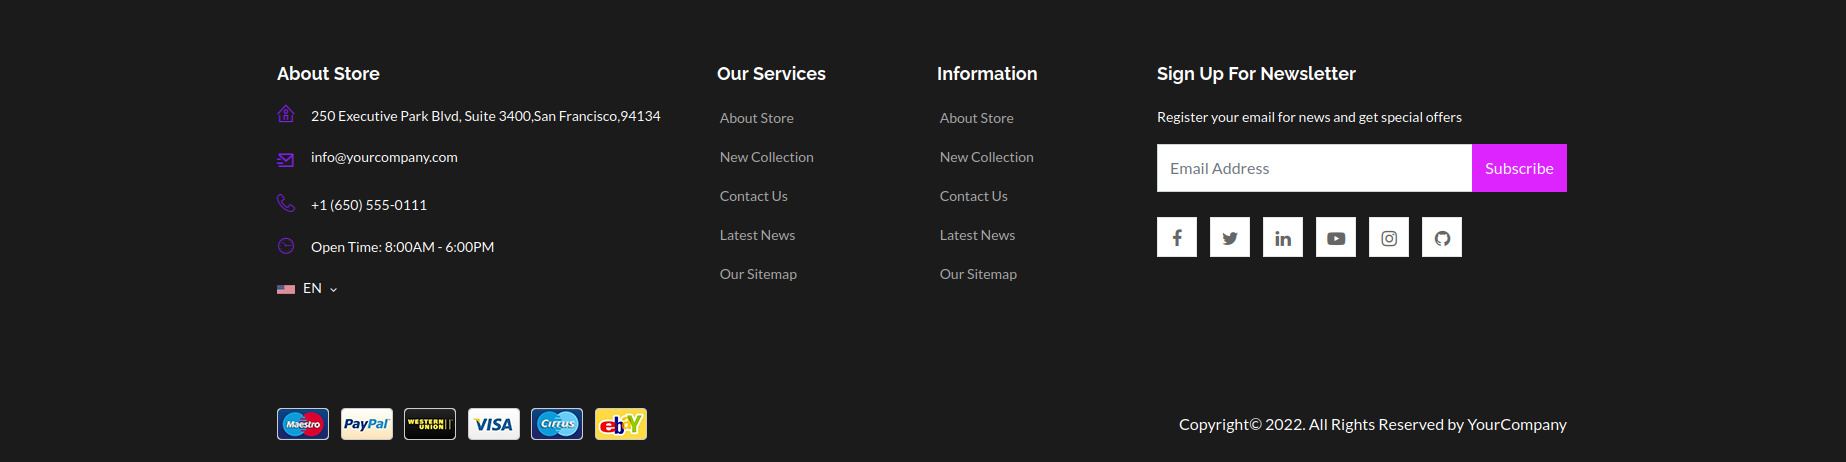 About Store
250 Executive Park Blvd, Suite 3400,San Francisco,94134
info@yourcompany.com
+1 (650) 555-0111
Open Time: 8:00AM - 6:00PM
EN
Our Services
About Store
New Collection
Contact Us
Latest News
Our Sitemap
Information
About Store
New Collection
Contact Us
Latest News
Our Sitemap
Sign Up For Newsletter
Register your email for news and get special offers
Email Address
Subscribe
Maestro
PayPal
WESTERN
UNION
VISA
Cirrus
ebaY
Copyright© 2022. All Rights Reserved by YourCompany